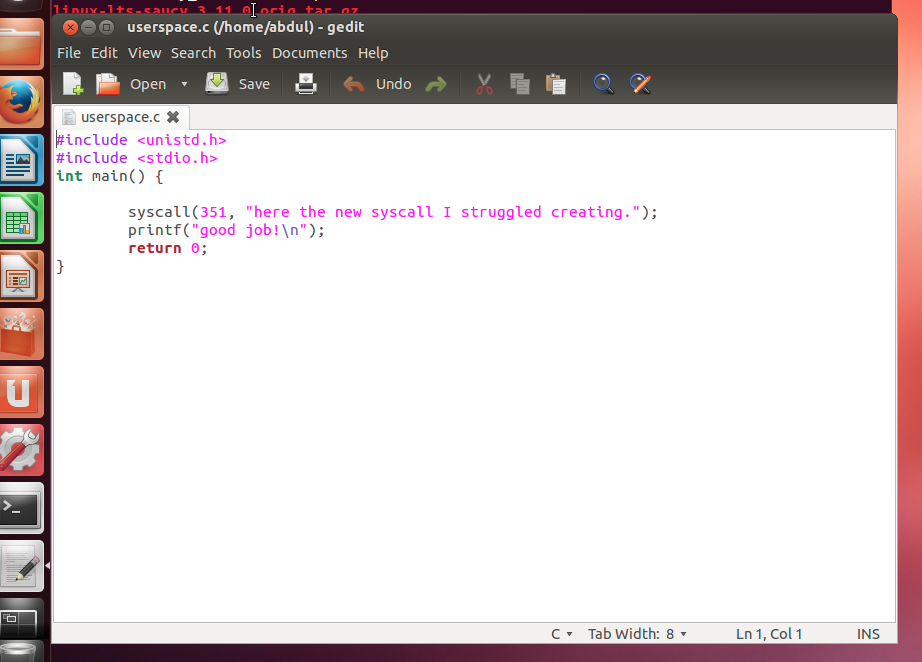 linux-lts-saucy_3.11.0.orig.tar.gz
userspace.c (/home/abdul) - gedit
File Edit View Search Tools Documents Help
Open Save Undo
userspace.c
#include <unistd.h>
#include <stdio.h>
int main() {
syscall(351, "here the new syscall I struggled creating.");
printf("good job!\n");
return 0;
}
C Tab Width: 8 Ln 1, Col 1 INS